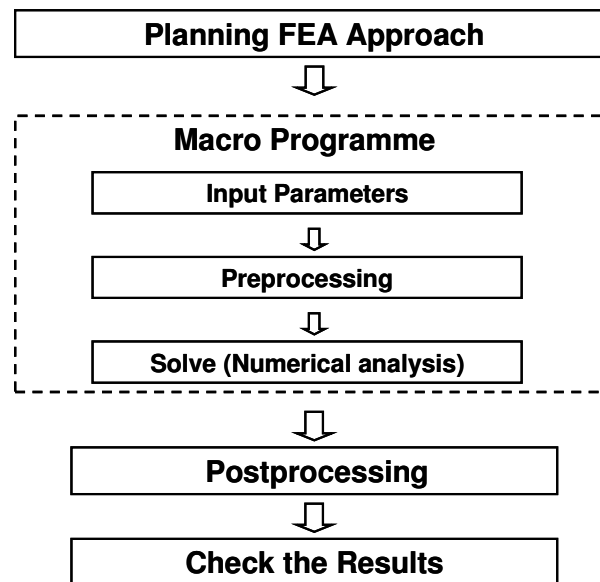 Planning FEA Approach
Macro Programme
Input Parameters
Preprocessing
Solve (Numerical analysis)
Postprocessing
Check the Results